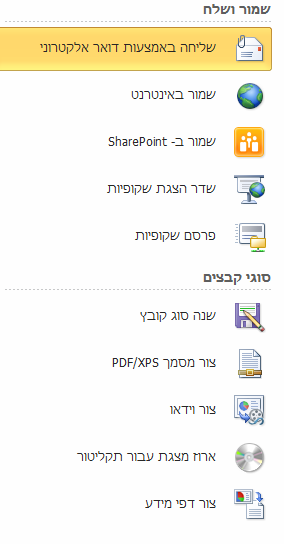 שמור ושלח
שליחה באמצעות דואר אלקטרוני
שמור באינטרנט
שמור ב- SharePoint
שדר הצגת שקופיות
פרסם שקופיות
סוגי קבצים
שנה סוג קובץ
צור מסמך PDF/XPS
צור וידאו
ארוז מצגת עבור תקליטור
צור דפי מידע